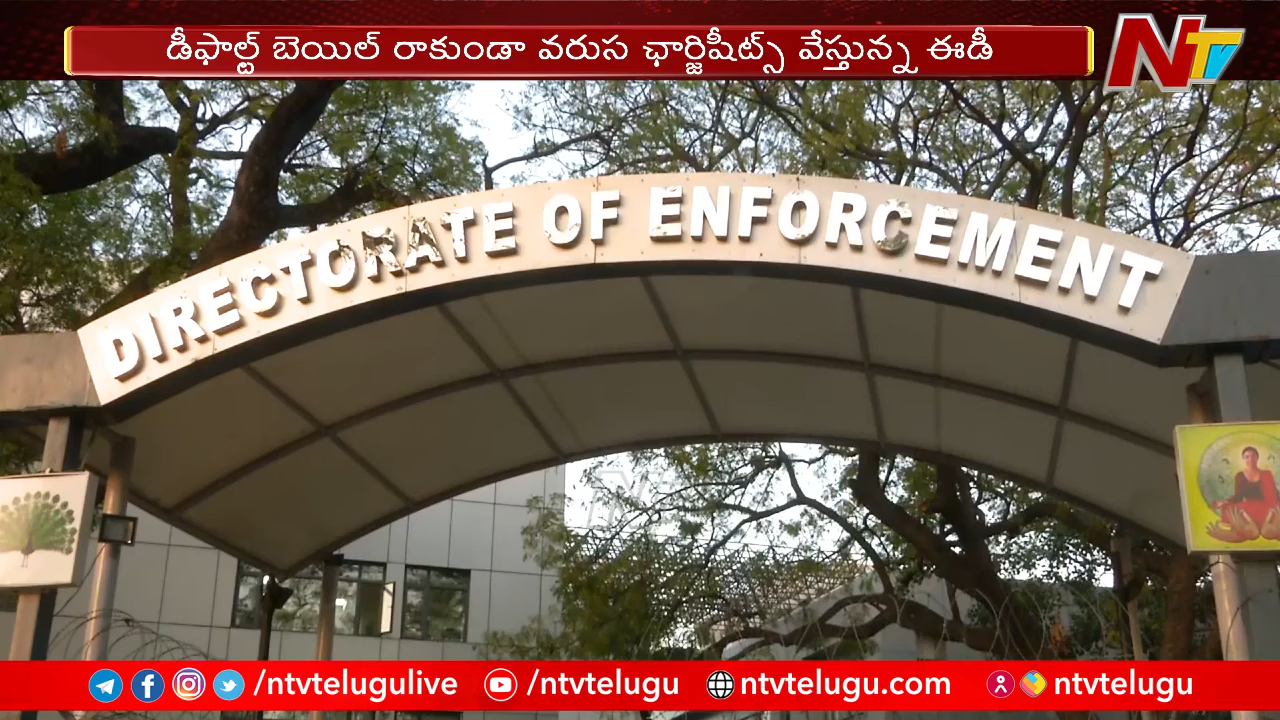 డీఫాల్ట్ బెయిల్ రాకుండా వరుస ఛార్జిషీట్స్ వేస్తున్న ఈడీ
NTV
DIRECTORATE OF ENFORCEMENT
/ntvtelugulive
/ntvtelugu
ntvtelugu.com
ntvtelugu